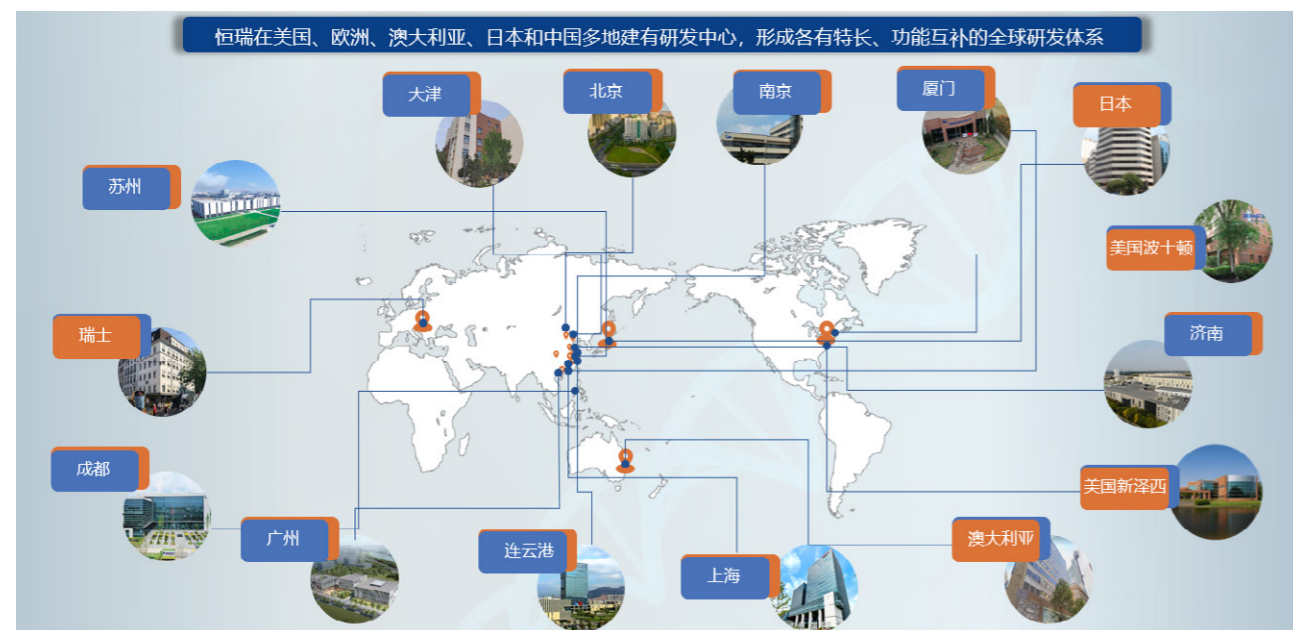 恒瑞在美国、欧洲、澳大利亚、日本和中国多地建有研发中心，形成各有特长、功能互补的全球研发体系
大津
北京
南京
厦门
日本
苏州
美国波十顿
瑞士
济南
成都
美国新泽西
广州
连云港
上海
澳大利亚